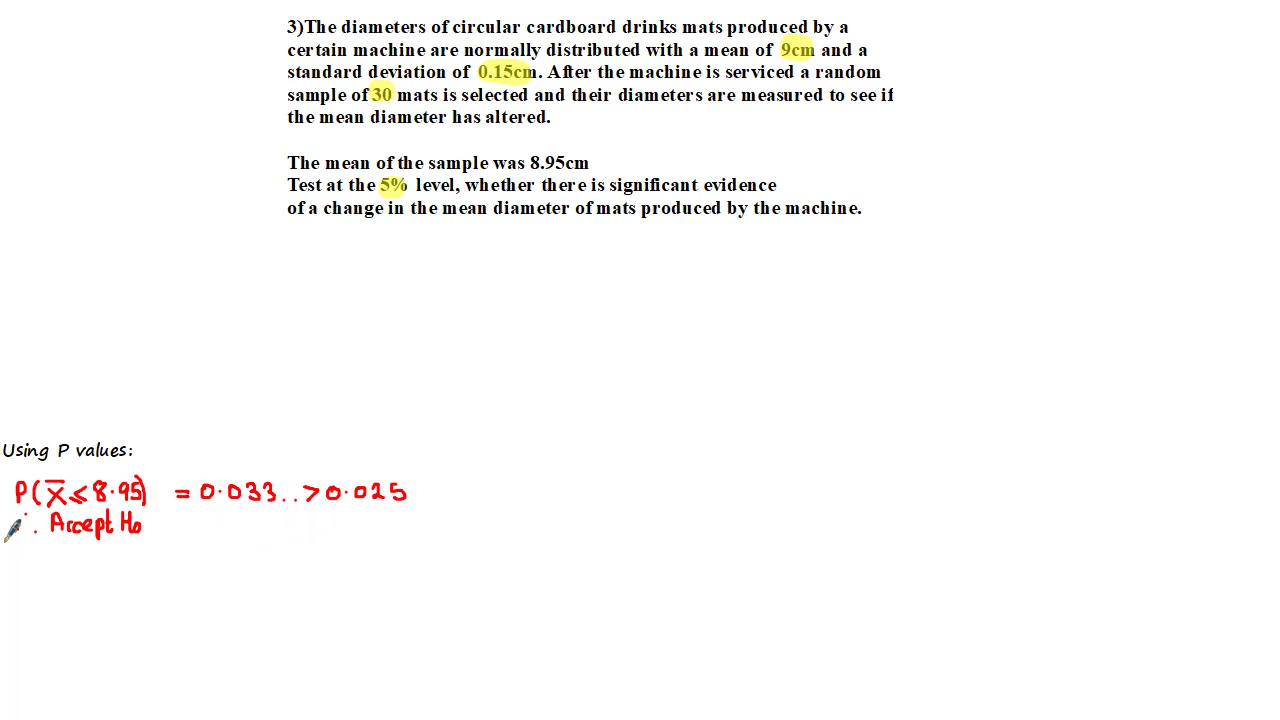 3)The diameters of circular cardboard drinks mats produced by a
certain machine are normally distributed with a mean of 9cm and a
standard deviation of 0.15cm. After the machine is serviced a random
sample of 30 mats is selected and their diameters are measured to see if
the mean diameter has altered.
The mean of the sample was 8.95cm
Test at the 5% level, whether there is significant evidence
of a change in the mean diameter of mats produced by the machine.
Using P values:
P(X̄ ≤ 8.95) = 0.033.. > 0.025
∴ Accept H₀